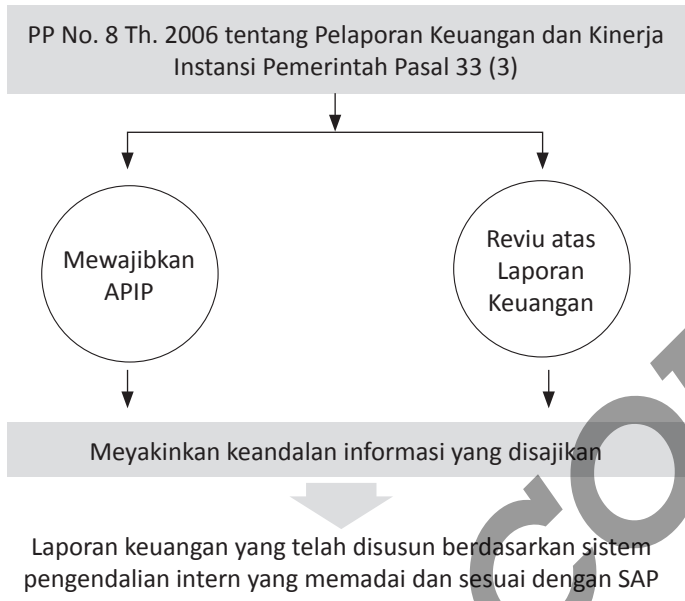 PP No. 8 Th. 2006 tentang Pelaporan Keuangan dan Kinerja
Instansi Pemerintah Pasal 33 (3)
Mewajibkan
APIP
Reviu atas
Laporan
Keuangan
Meyakinkan keandalan informasi yang disajikan
Laporan keuangan yang telah disusun berdasarkan sistem
pengendalian intern yang memadai dan sesuai dengan SAP